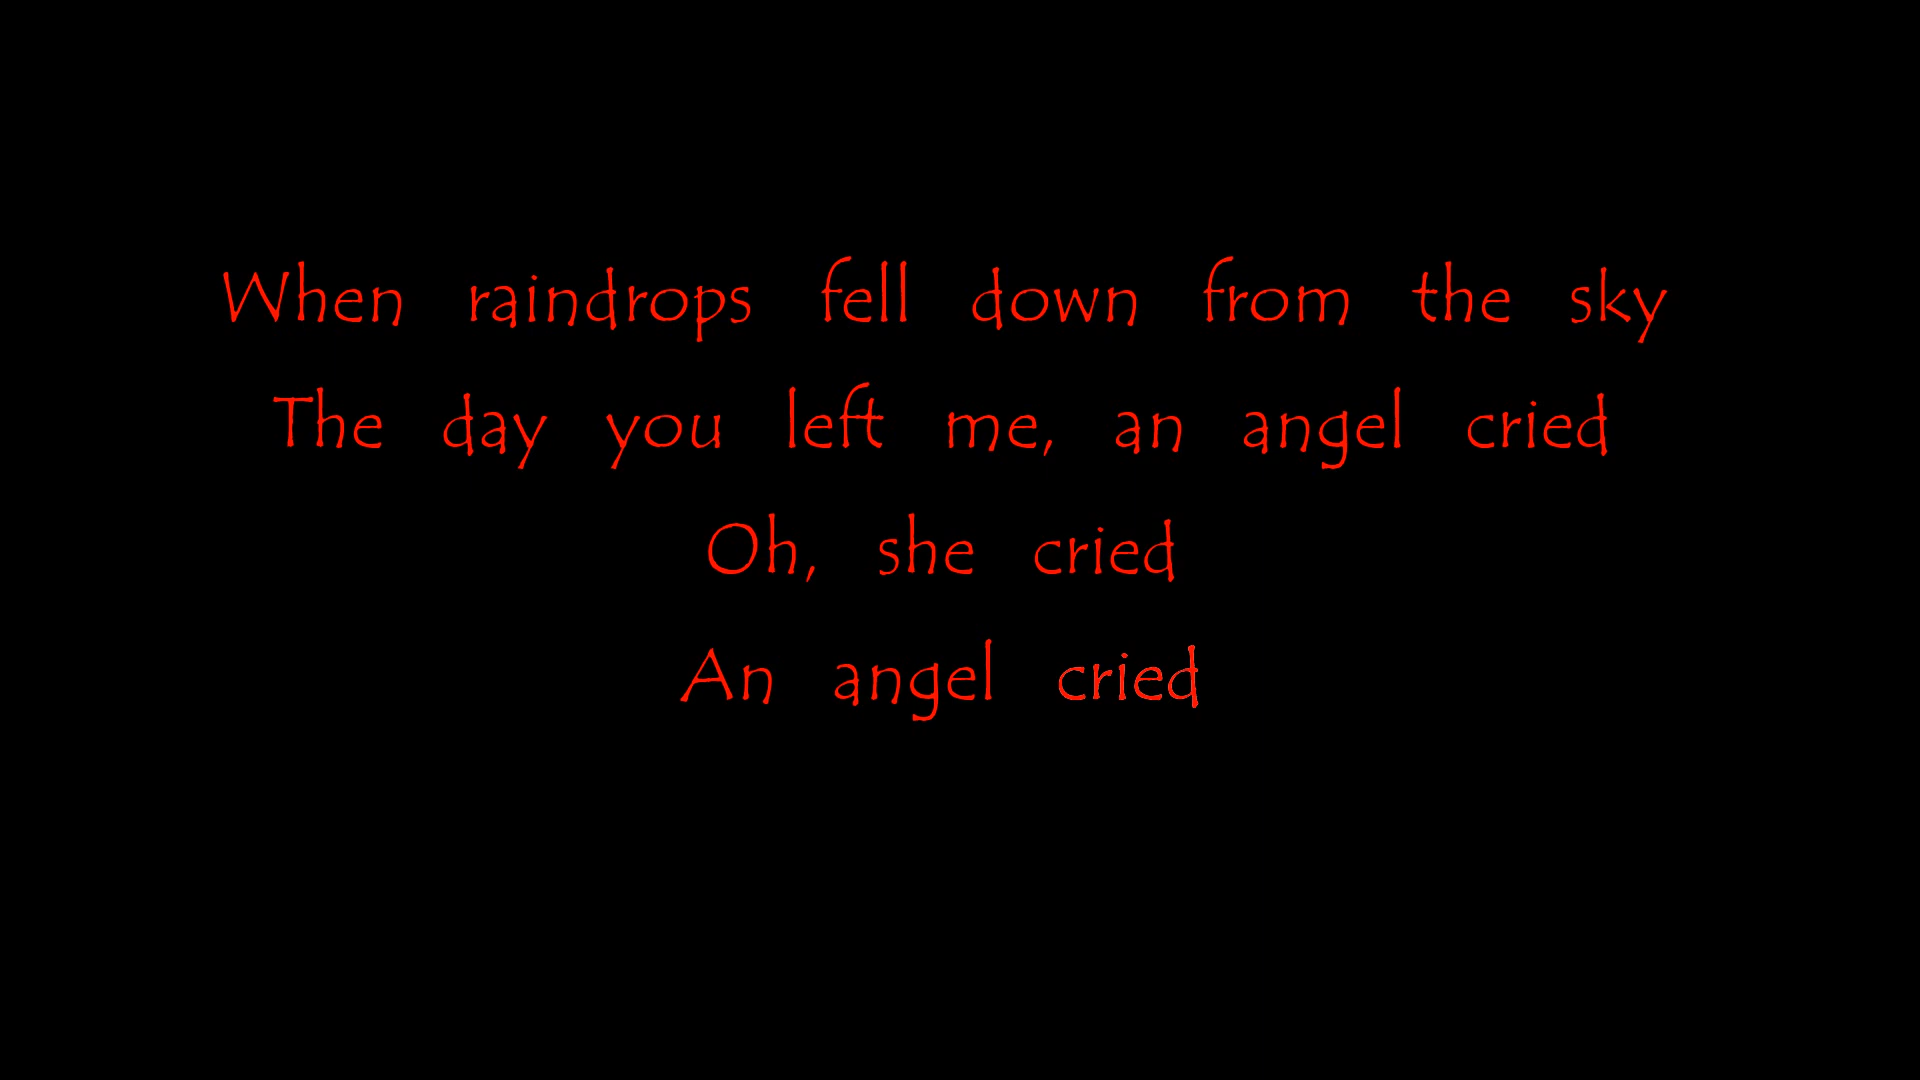 When raindrops fell down from the sky
The day you left me, an angel cried
Oh, she cried
An angel cried